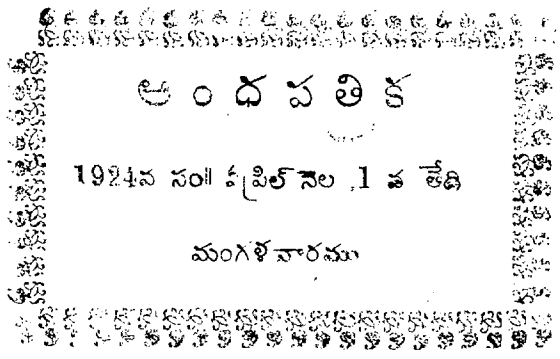 ఆంధ్రపత్రిక
1924వ సం॥ ఏప్రిల్ నెల 1 వ తేది
మంగళవారము